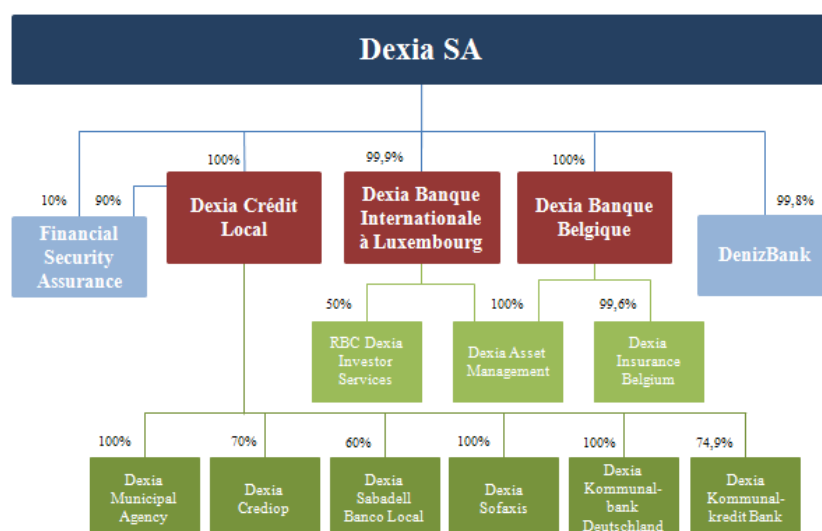 Dexia SA
100%
99,9%
100%
10%
90%
99,8%
Dexia Crédit
Local
Dexia Banque
Internationale
à Luxembourg
Dexia Banque
Belgique
Financial
Security
Assurance
DenizBank
50%
100%
99,6%
RBC Dexia
Investor
Services
Dexia Asset
Management
Dexia
Insurance
Belgium
100%
70%
60%
100%
100%
74,9%
Dexia
Municipal
Agency
Dexia
Crediop
Dexia
Sabadell
Banco Local
Dexia
Sofaxis
Dexia
Kommunal-
bank
Deutschland
Dexia
Kommunal-
kredit Bank